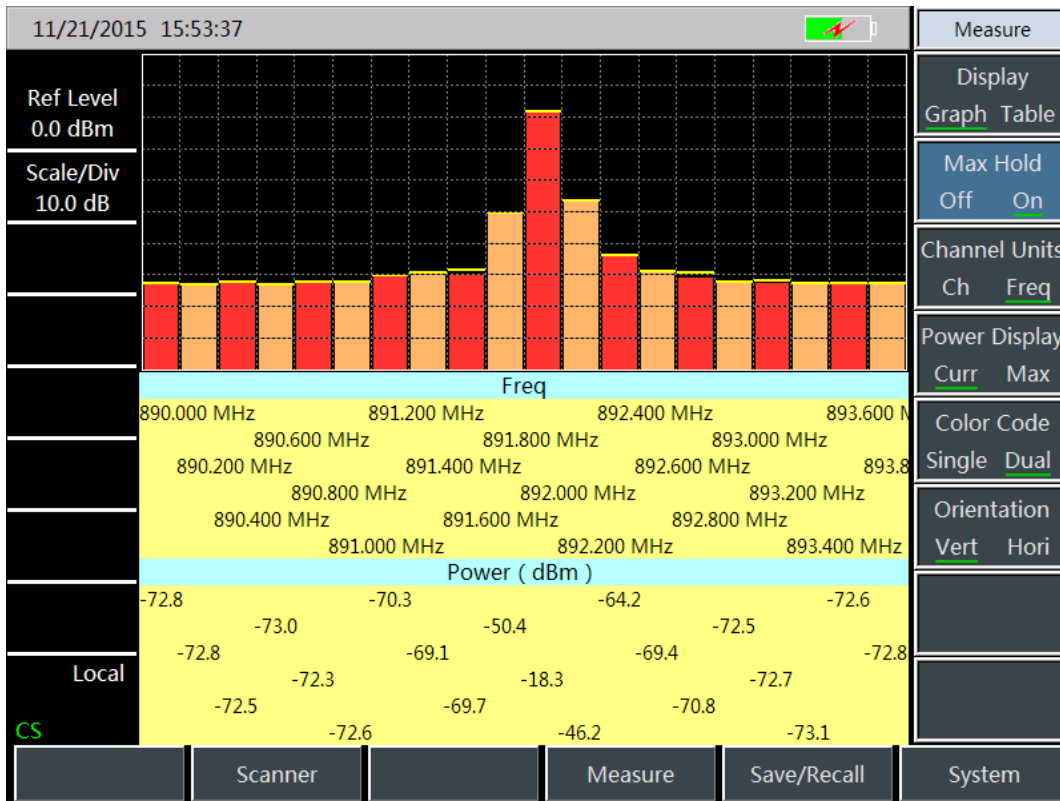 11/21/2015 15:53:37
Ref Level
0.0 dBm
Scale/Div
10.0 dB
Local
CS
Freq
890.000 MHz 891.200 MHz 892.400 MHz 893.600 M
890.600 MHz 891.800 MHz 893.000 MHz
890.200 MHz 891.400 MHz 892.600 MHz 893.8
890.800 MHz 892.000 MHz 893.200 MHz
890.400 MHz 891.600 MHz 892.800 MHz
891.000 MHz 892.200 MHz 893.400 MHz
Power ( dBm )
-72.8 -70.3 -64.2 -72.6
-73.0 -50.4 -72.5
-72.8 -69.1 -69.4 -72.8
-72.3 -18.3 -72.7
-72.5 -69.7 -70.8
-72.6 -46.2 -73.1
Measure
Display
Graph Table
Max Hold
Off On
Channel Units
Ch Freq
Power Display
Curr Max
Color Code
Single Dual
Orientation
Vert Hori
Scanner Measure Save/Recall System